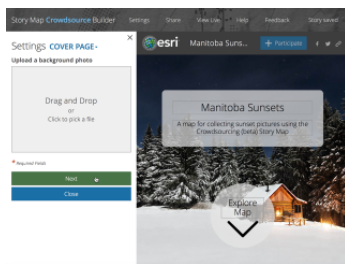 Story Map Crowdsource Builder Settings Share View Live Help Feedback Story saved
Settings COVER PAGE
Upload a background photo
Drag and Drop
or
Click to pick a file
* Required Fields
Next
Close
esri Manitoba Suns... + Participate
Manitoba Sunsets
A map for collecting sunset pictures using the
Crowdsourcing (beta) Story Map
Explore
Map